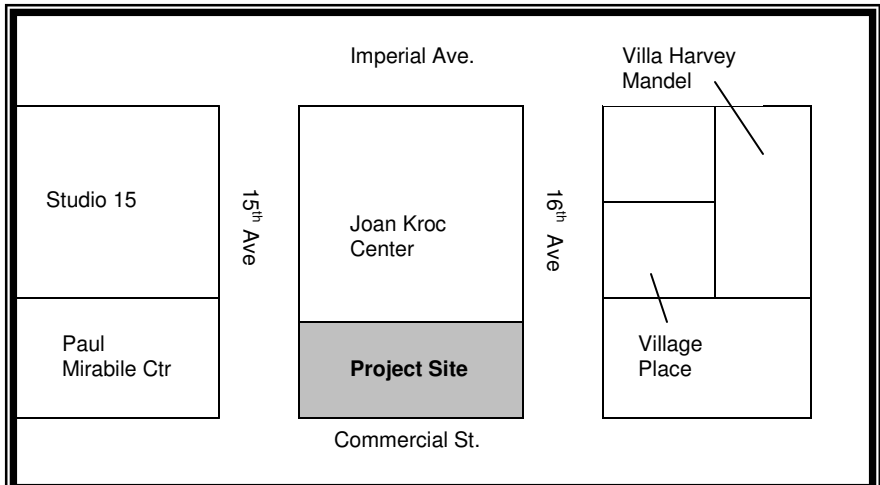 Imperial Ave.
Villa Harvey
Mandel
Studio 15
15th Ave
Joan Kroc
Center
16th Ave
Paul
Mirabile Ctr
Project Site
Village
Place
Commercial St.